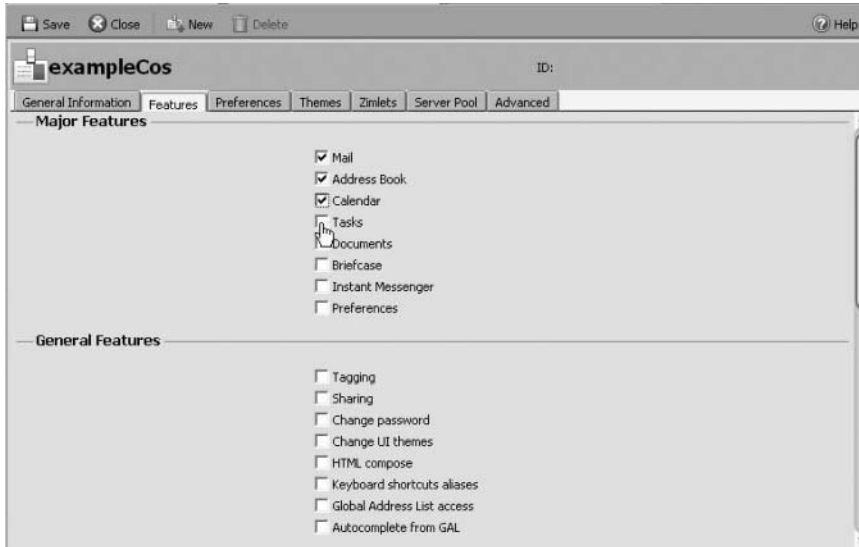 Save Close New Delete Help
exampleCos ID:
General Information Features Preferences Themes Zimlets Server Pool Advanced
Major Features
Mail
Address Book
Calendar
Tasks
Documents
Briefcase
Instant Messenger
Preferences
General Features
Tagging
Sharing
Change password
Change UI themes
HTML compose
Keyboard shortcuts aliases
Global Address List access
Autocomplete from GAL